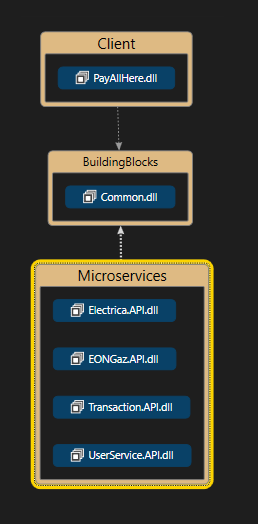 Client
PayAllHere.dll
BuildingBlocks
Common.dll
Microservices
Electrica.API.dll
EONGaz.API.dll
Transaction.API.dll
UserService.API.dll